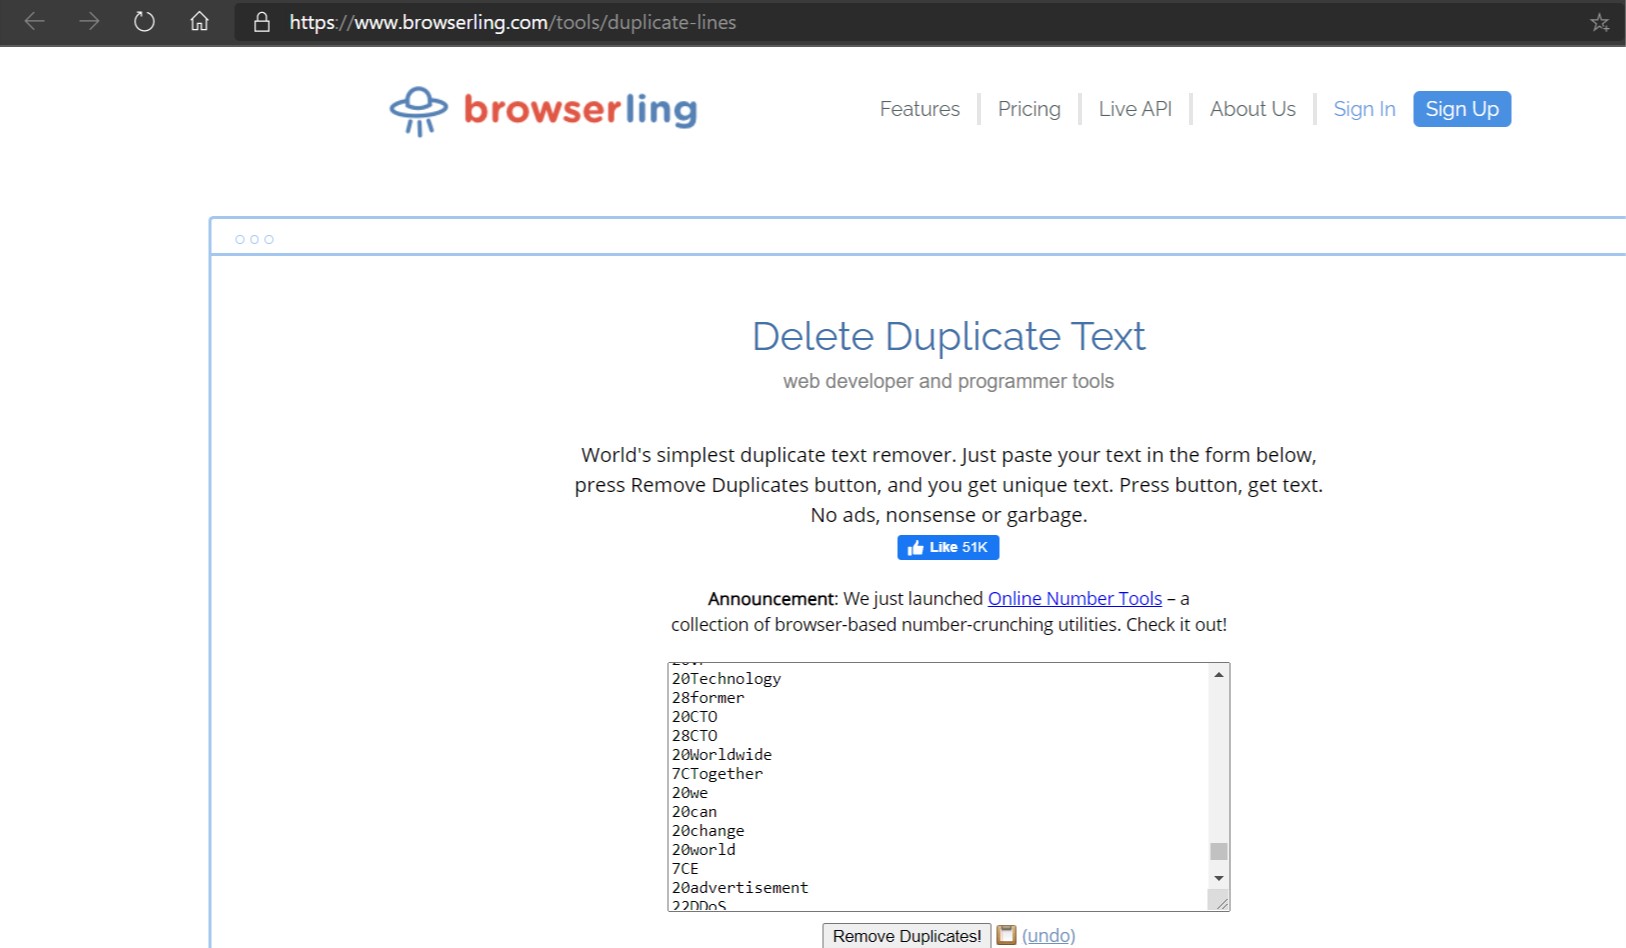 https://www.browserling.com/tools/duplicate-lines
browserling
Features
Pricing
Live API
About Us
Sign In
Sign Up
Delete Duplicate Text
web developer and programmer tools
World's simplest duplicate text remover. Just paste your text in the form below,
press Remove Duplicates button, and you get unique text. Press button, get text.
No ads, nonsense or garbage.
Like 51K
Announcement: We just launched Online Number Tools – a
collection of browser-based number-crunching utilities. Check it out!
20Technology
28former
20CTO
28CTO
20Worldwide
7CTogether
20we
20can
20change
20world
7CE
20advertisement
22DDoS
Remove Duplicates!
(undo)